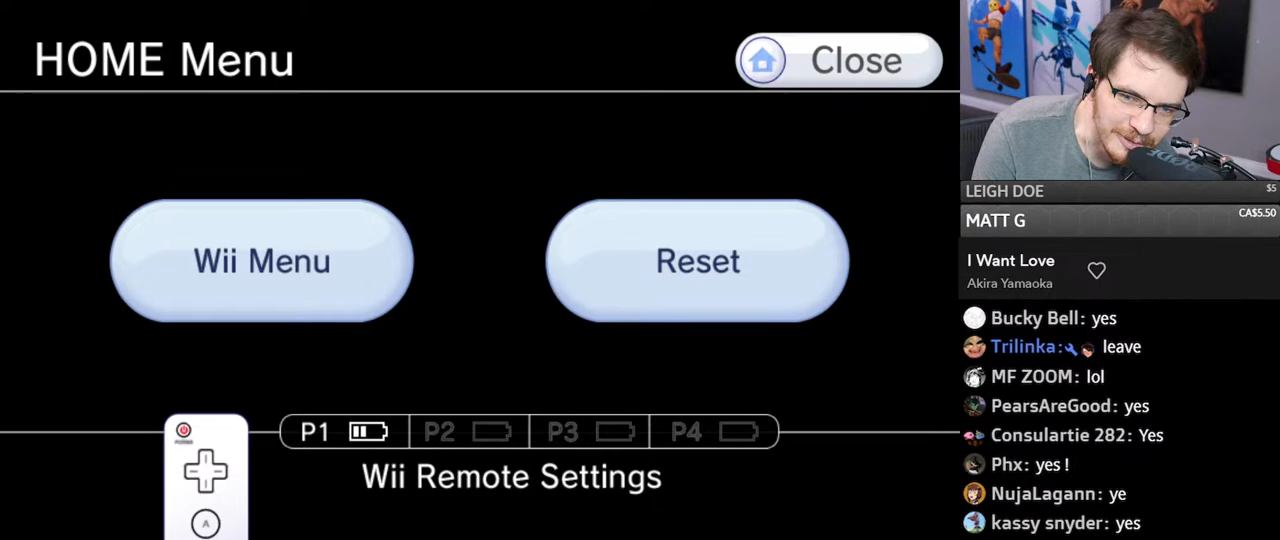 HOME Menu
Close
Wii Menu
Reset
P1 P2 P3 P4
Wii Remote Settings
POWER
A
RODE
LEIGH DOE $5
MATT G CA$5.50
I Want Love
Akira Yamaoka
Bucky Bell: yes
Trilinka: leave
MF ZOOM: lol
PearsAreGood: yes
Consulartie 282: Yes
Phx: yes !
NujaLagann: ye
kassy snyder: yes